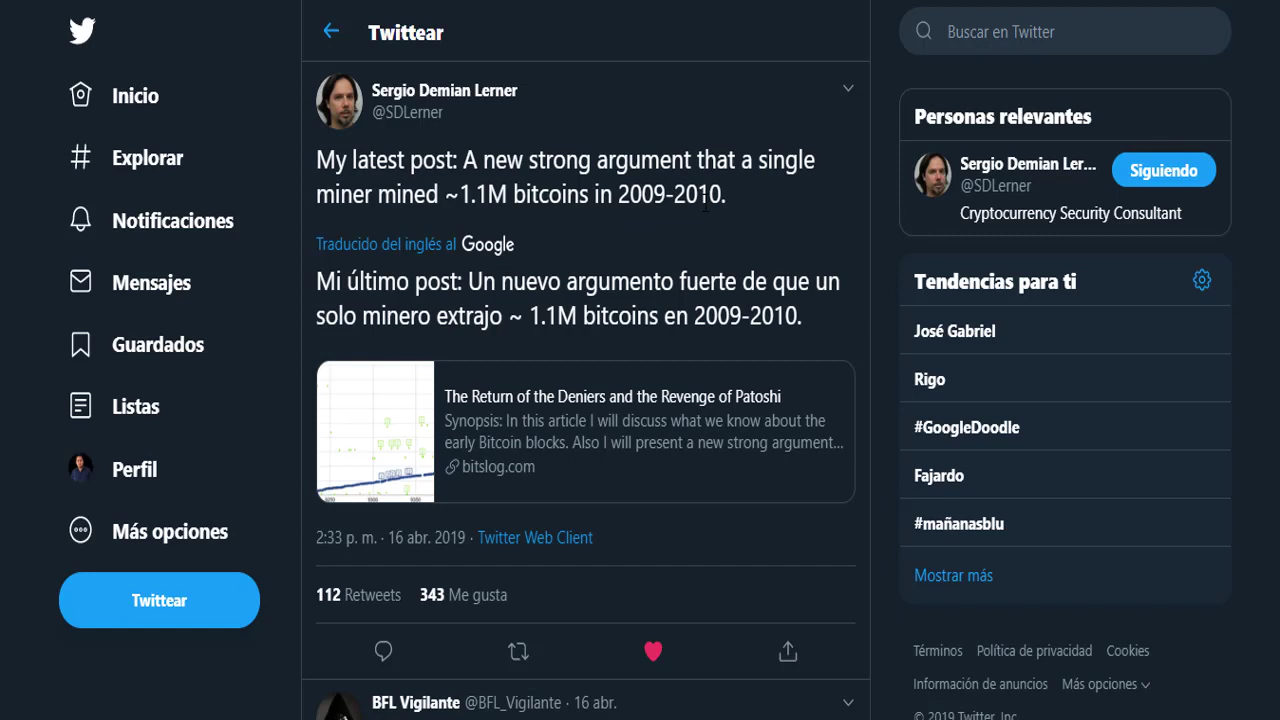 Twittear
Buscar en Twitter
Inicio
Explorar
Notificaciones
Mensajes
Guardados
Listas
Perfil
Más opciones
Twittear
Sergio Demian Lerner
@SDLerner
My latest post: A new strong argument that a single
miner mined ~1.1M bitcoins in 2009-2010.
Traducido del inglés al Google
Mi último post: Un nuevo argumento fuerte de que un
solo minero extrajo ~ 1.1M bitcoins en 2009-2010.
The Return of the Deniers and the Revenge of Patoshi
Synopsis: In this article I will discuss what we know about the
early Bitcoin blocks. Also I will present a new strong argument...
bitslog.com
2:33 p. m. · 16 abr. 2019 · Twitter Web Client
112 Retweets 343 Me gusta
BFL Vigilante @BFL_Vigilante · 16 abr.
Personas relevantes
Sergio Demian Ler...
@SDLerner
Siguiendo
Cryptocurrency Security Consultant
Tendencias para ti
José Gabriel
Rigo
#GoogleDoodle
Fajardo
#mañanasblu
Mostrar más
Términos Política de privacidad Cookies
Información de anuncios Más opciones
© 2019 Twitter, Inc.